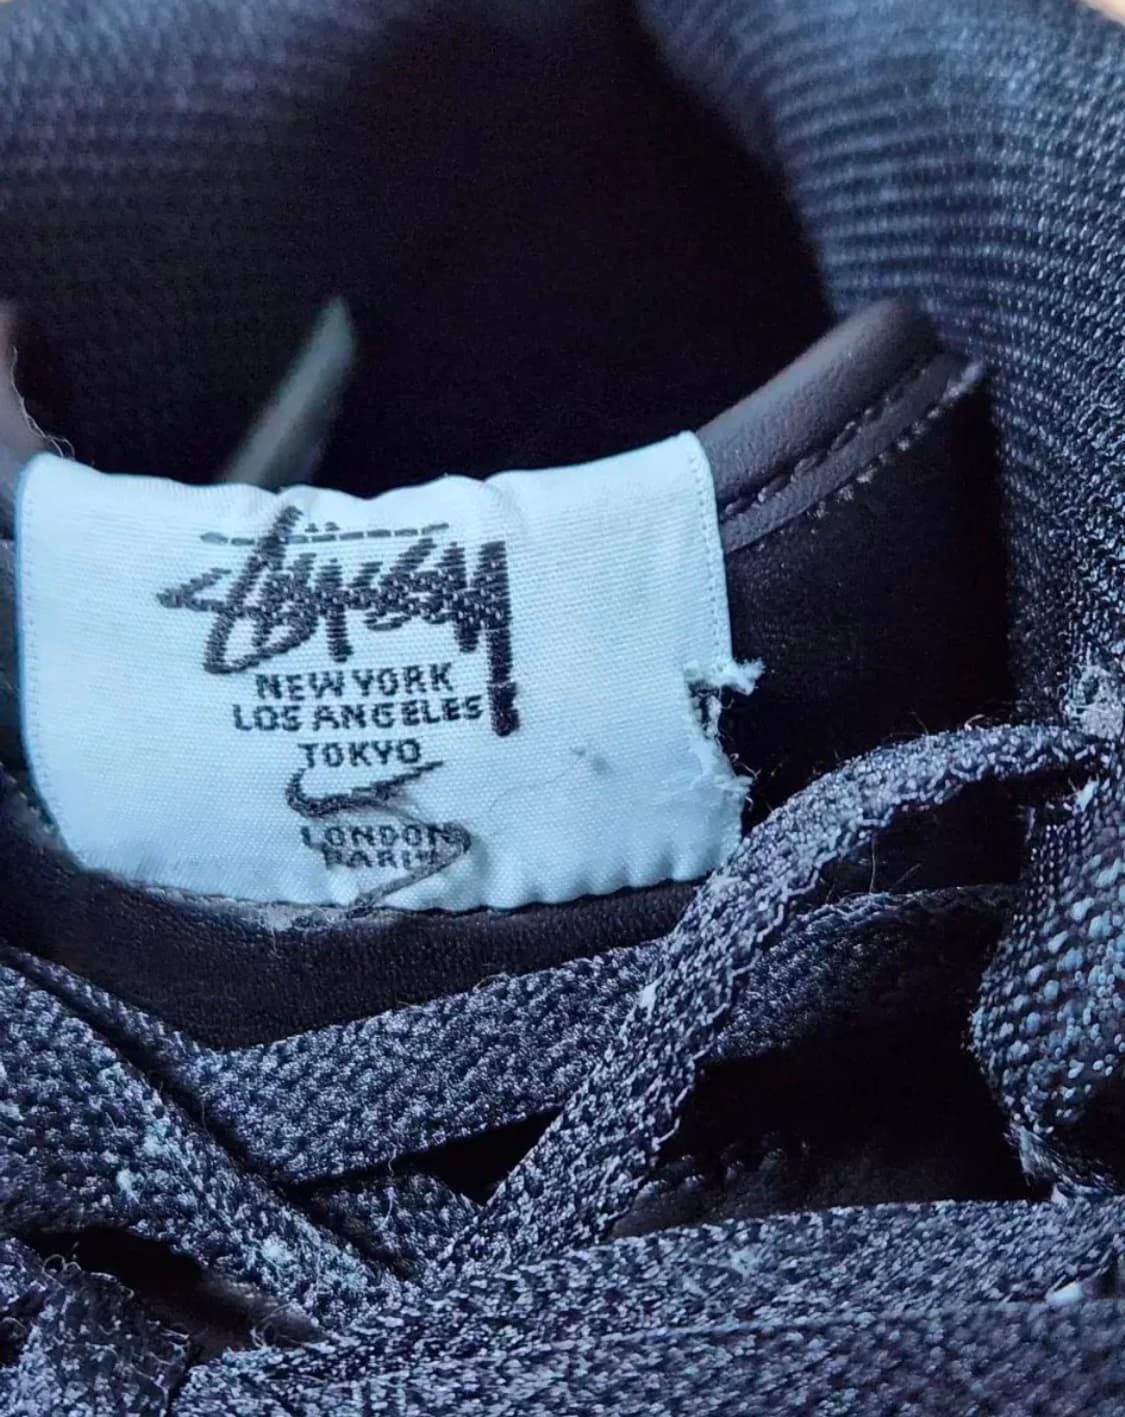 Stüssy
NEW YORK
LOS ANGELES
TOKYO
LONDON
PARIS